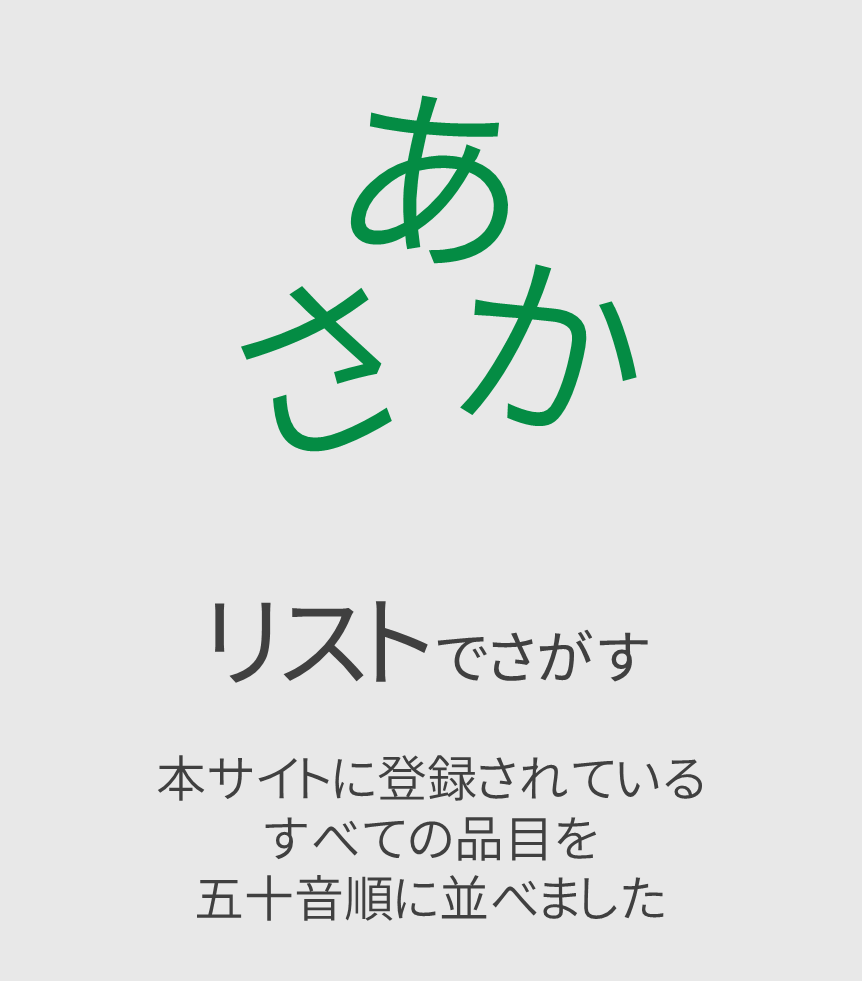 あ
さ か
リストでさがす
本サイトに登録されている
すべての品目を
五十音順に並べました